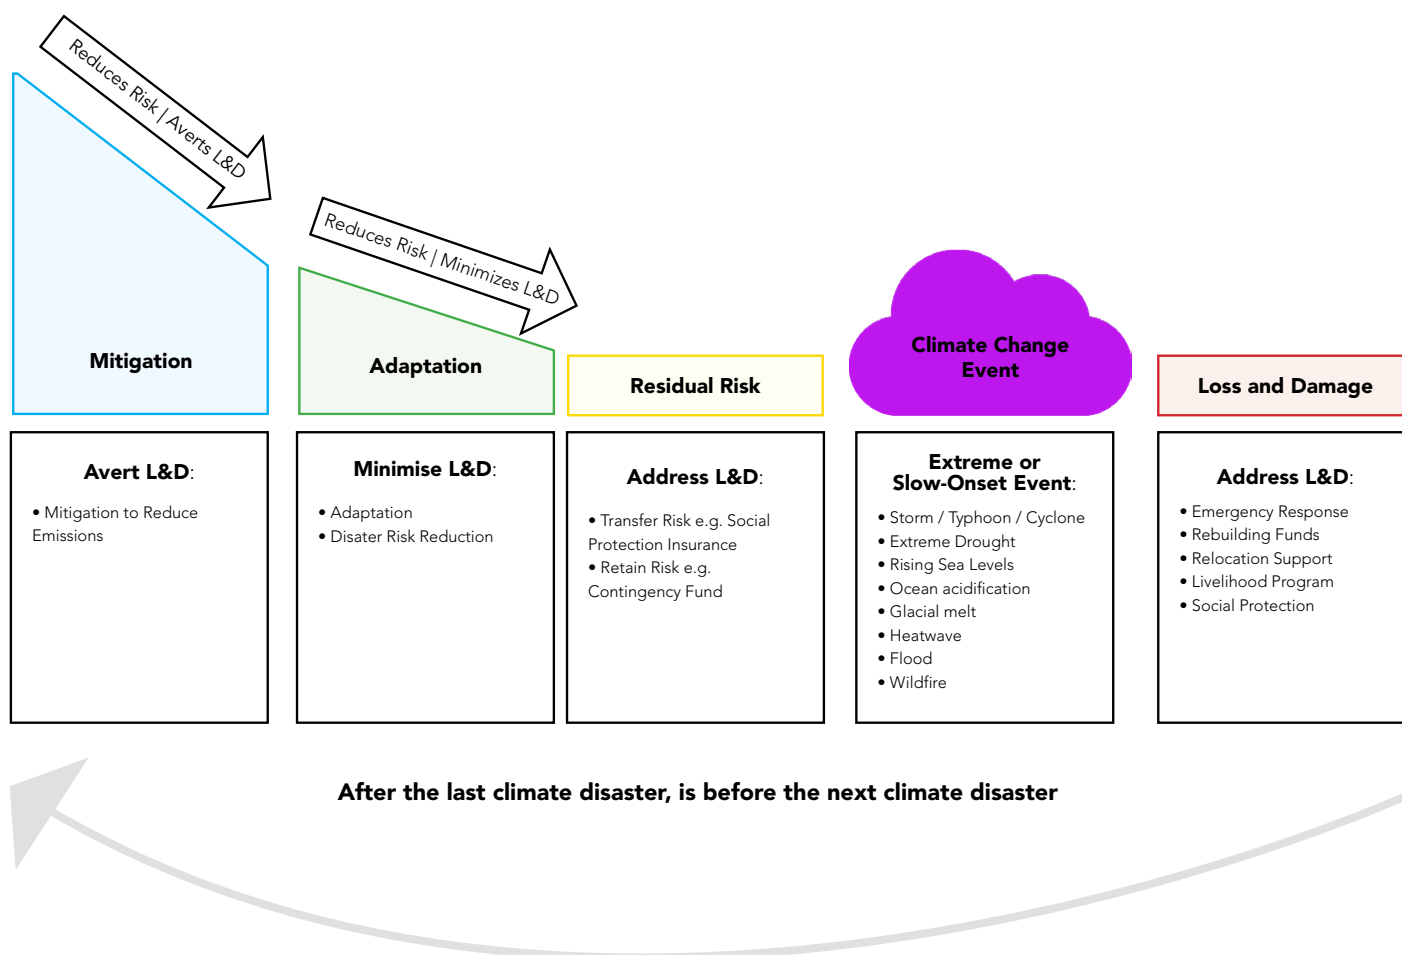 Reduces Risk | Averts L&D
Reduces Risk | Minimizes L&D
Mitigation
Adaptation
Residual Risk
Climate Change
Event
Loss and Damage
Avert L&D:
• Mitigation to Reduce
Emissions
Minimise L&D:
• Adaptation
• Disater Risk Reduction
Address L&D:
• Transfer Risk e.g. Social
Protection Insurance
• Retain Risk e.g.
Contingency Fund
Extreme or
Slow-Onset Event:
• Storm / Typhoon / Cyclone
• Extreme Drought
• Rising Sea Levels
• Ocean acidification
• Glacial melt
• Heatwave
• Flood
• Wildfire
Address L&D:
• Emergency Response
• Rebuilding Funds
• Relocation Support
• Livelihood Program
• Social Protection
After the last climate disaster, is before the next climate disaster